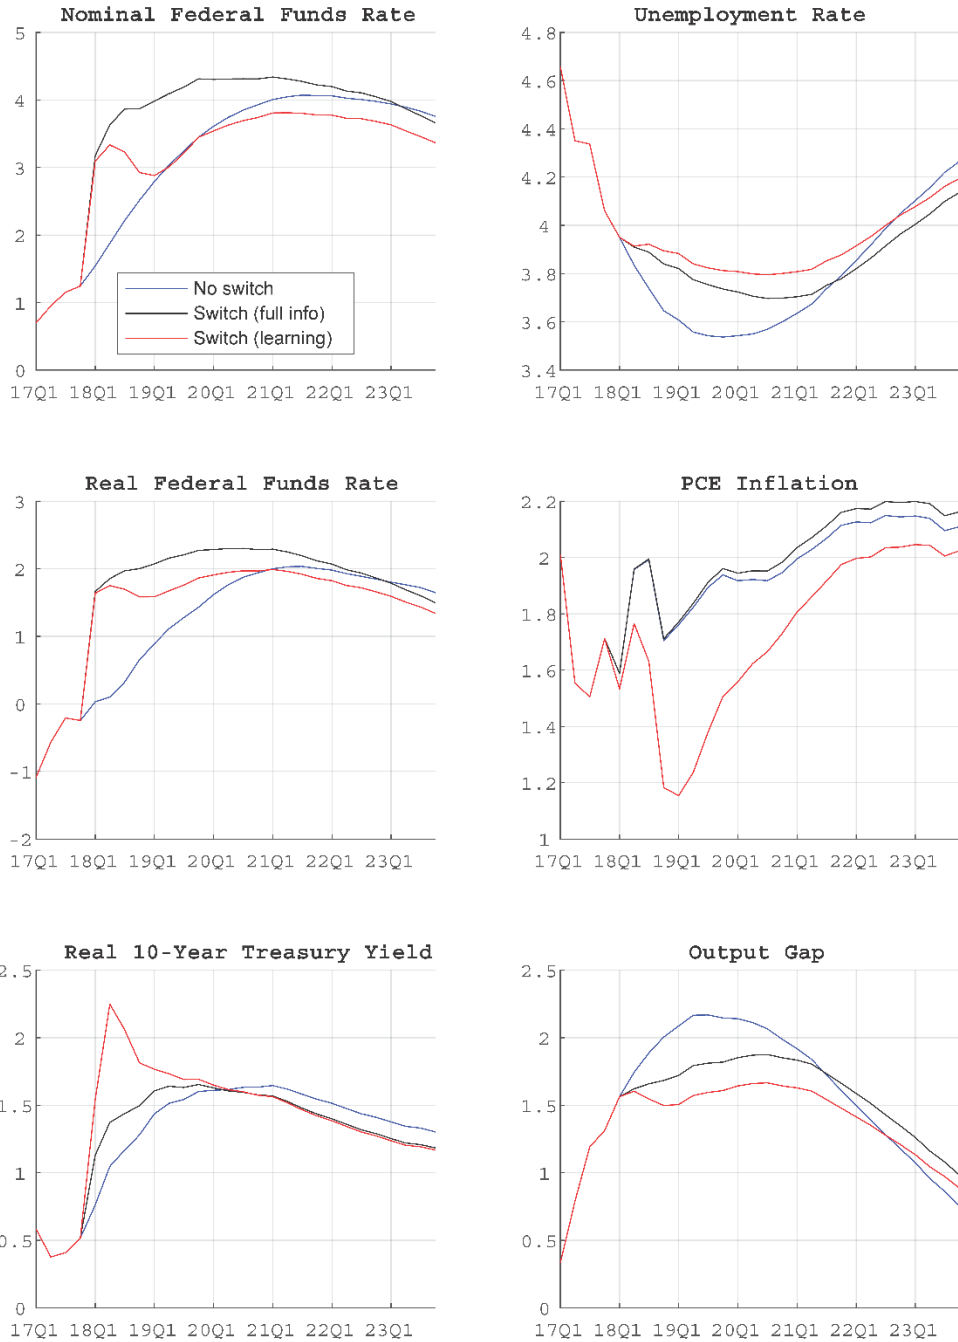 Nominal Federal Funds Rate
5
4
3
2
1
0
No switch
Switch (full info)
Switch (learning)
17Q1 18Q1 19Q1 20Q1 21Q1 22Q1 23Q1
Unemployment Rate
4.8
4.6
4.4
4.2
4
3.8
3.6
3.4
17Q1 18Q1 19Q1 20Q1 21Q1 22Q1 23Q1
Real Federal Funds Rate
3
2
1
0
-1
-2
17Q1 18Q1 19Q1 20Q1 21Q1 22Q1 23Q1
PCE Inflation
2.2
2
1.8
1.6
1.4
1.2
1
17Q1 18Q1 19Q1 20Q1 21Q1 22Q1 23Q1
Real 10-Year Treasury Yield
2.5
2
1.5
1
0.5
0
17Q1 18Q1 19Q1 20Q1 21Q1 22Q1 23Q1
Output Gap
2.5
2
1.5
1
0.5
0
17Q1 18Q1 19Q1 20Q1 21Q1 22Q1 23Q1